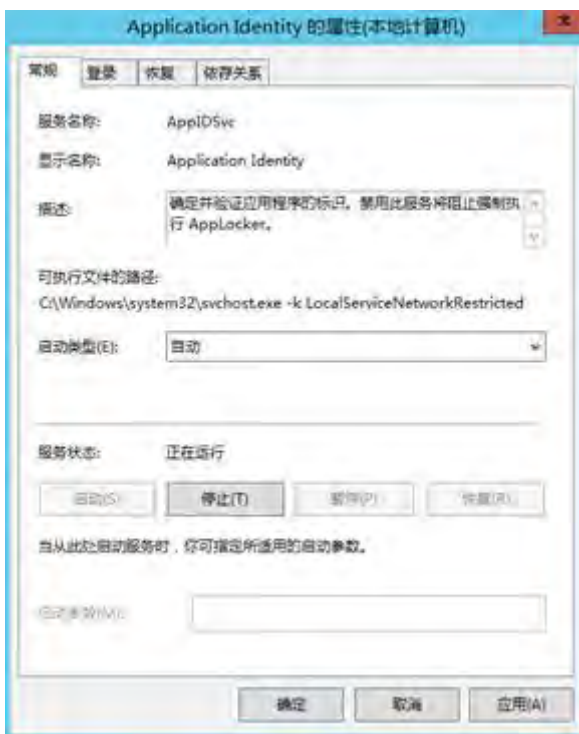 Application Identity 的属性(本地计算机)
常规 登录 恢复 依存关系
服务名称: AppIDSvc
显示名称: Application Identity
描述: 确定并验证应用程序的标识。禁用此服务将阻止强制执
行 AppLocker。
可执行文件的路径:
C:\Windows\system32\svchost.exe -k LocalServiceNetworkRestricted
启动类型(E): 自动
服务状态: 正在运行
启动(S) 停止(T) 暂停(P) 恢复(R)
当从此处启动服务时，你可指定所适用的启动参数。
启动参数(M):
确定 取消 应用(A)